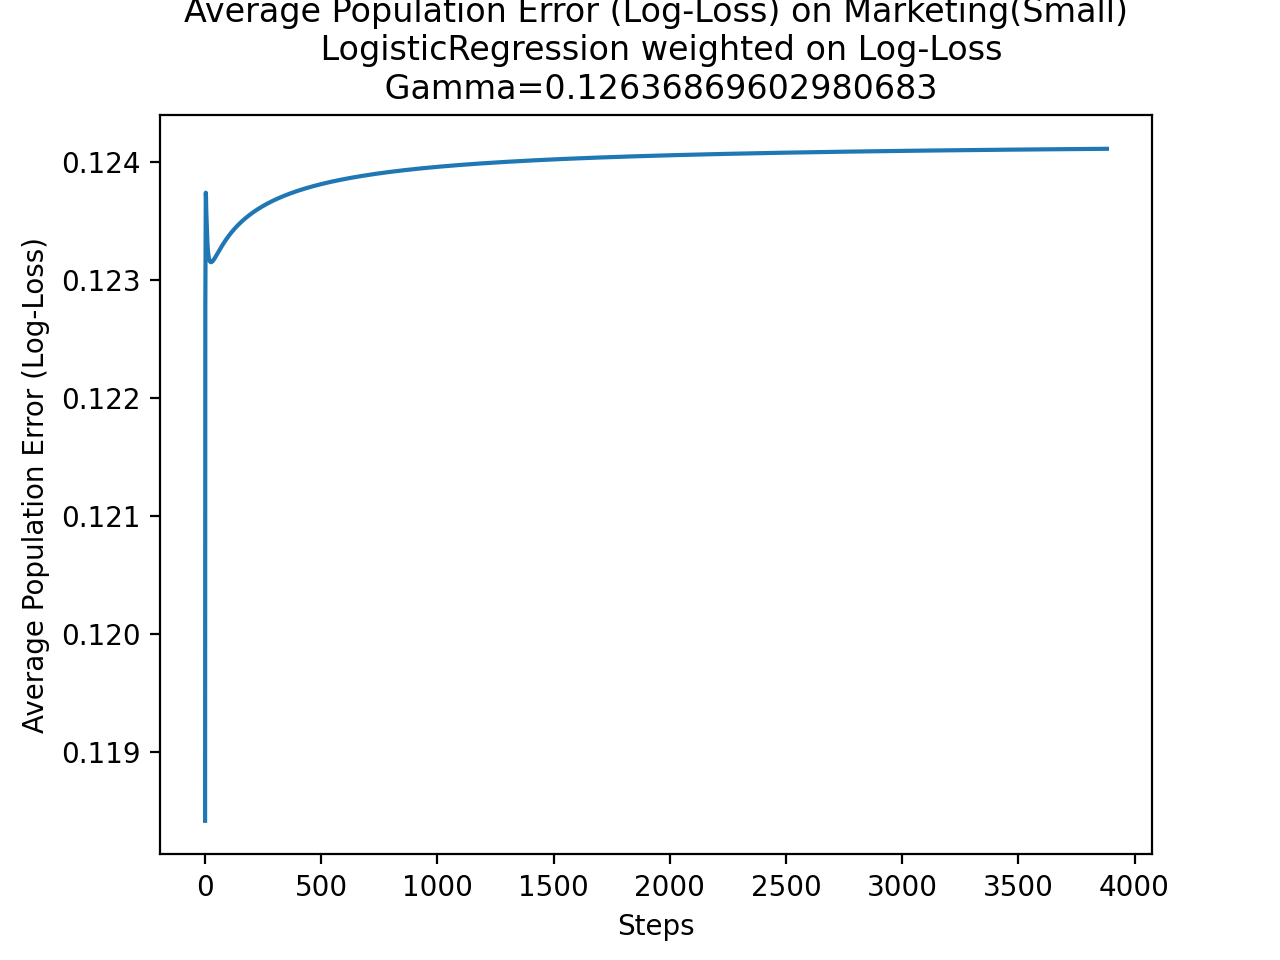 Average Population Error (Log-Loss) on Marketing(Small)
LogisticRegression weighted on Log-Loss
Gamma=0.12636869602980683
Average Population Error (Log-Loss)
0.124
0.123
0.122
0.121
0.120
0.119
0 500 1000 1500 2000 2500 3000 3500 4000
Steps